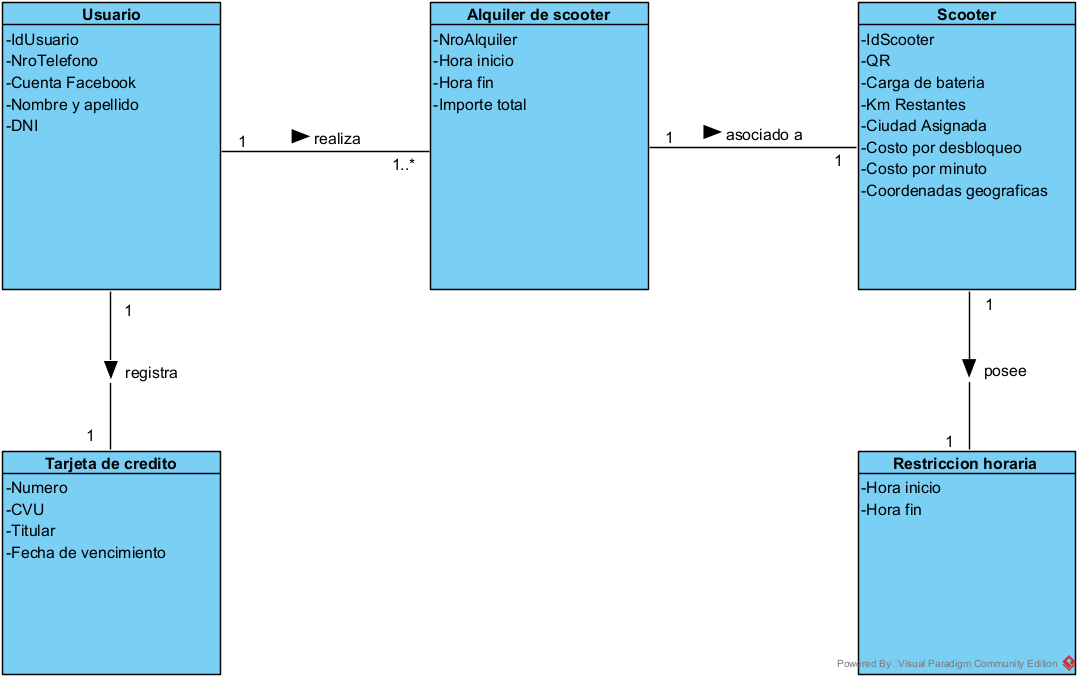 Usuario
-IdUsuario
-NroTelefono
-Cuenta Facebook
-Nombre y apellido
-DNI
1
realiza
1..*
Alquiler de scooter
-NroAlquiler
-Hora inicio
-Hora fin
-Importe total
1
asociado a
1
Scooter
-IdScooter
-QR
-Carga de bateria
-Km Restantes
-Ciudad Asignada
-Costo por desbloqueo
-Costo por minuto
-Coordenadas geograficas
1
registra
1
1
posee
1
Tarjeta de credito
-Numero
-CVU
-Titular
-Fecha de vencimiento
Restriccion horaria
-Hora inicio
-Hora fin
Powered By Visual Paradigm Community Edition